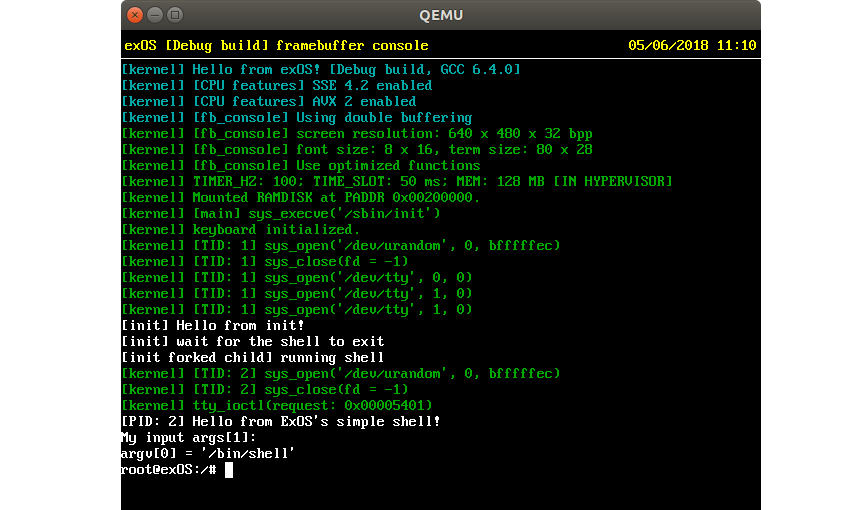 QEMU
exOS [Debug build] framebuffer console 05/06/2018 11:10
[kernel] Hello from exOS! [Debug build, GCC 6.4.0]
[kernel] [CPU features] SSE 4.2 enabled
[kernel] [CPU features] AVX 2 enabled
[kernel] [fb_console] Using double buffering
[kernel] [fb_console] screen resolution: 640 x 480 x 32 bpp
[kernel] [fb_console] font size: 8 x 16, term size: 80 x 28
[kernel] [fb_console] Use optimized functions
[kernel] TIMER_HZ: 100; TIME_SLOT: 50 ms; MEM: 128 MB [IN HYPERVISOR]
[kernel] Mounted RAMDISK at PADDR 0x00200000.
[kernel] [main] sys_execve('/sbin/init')
[kernel] keyboard initialized.
[kernel] [TID: 1] sys_open('/dev/urandom', 0, bfffffec)
[kernel] [TID: 1] sys_close(fd = -1)
[kernel] [TID: 1] sys_open('/dev/tty', 0, 0)
[kernel] [TID: 1] sys_open('/dev/tty', 1, 0)
[kernel] [TID: 1] sys_open('/dev/tty', 1, 0)
[init] Hello from init!
[init] wait for the shell to exit
[init forked child] running shell
[kernel] [TID: 2] sys_open('/dev/urandom', 0, bfffffec)
[kernel] [TID: 2] sys_close(fd = -1)
[kernel] tty_ioctl(request: 0x00005401)
[PID: 2] Hello from ExOS's simple shell!
My input args[1]:
argv[0] = '/bin/shell'
root@exOS:/#